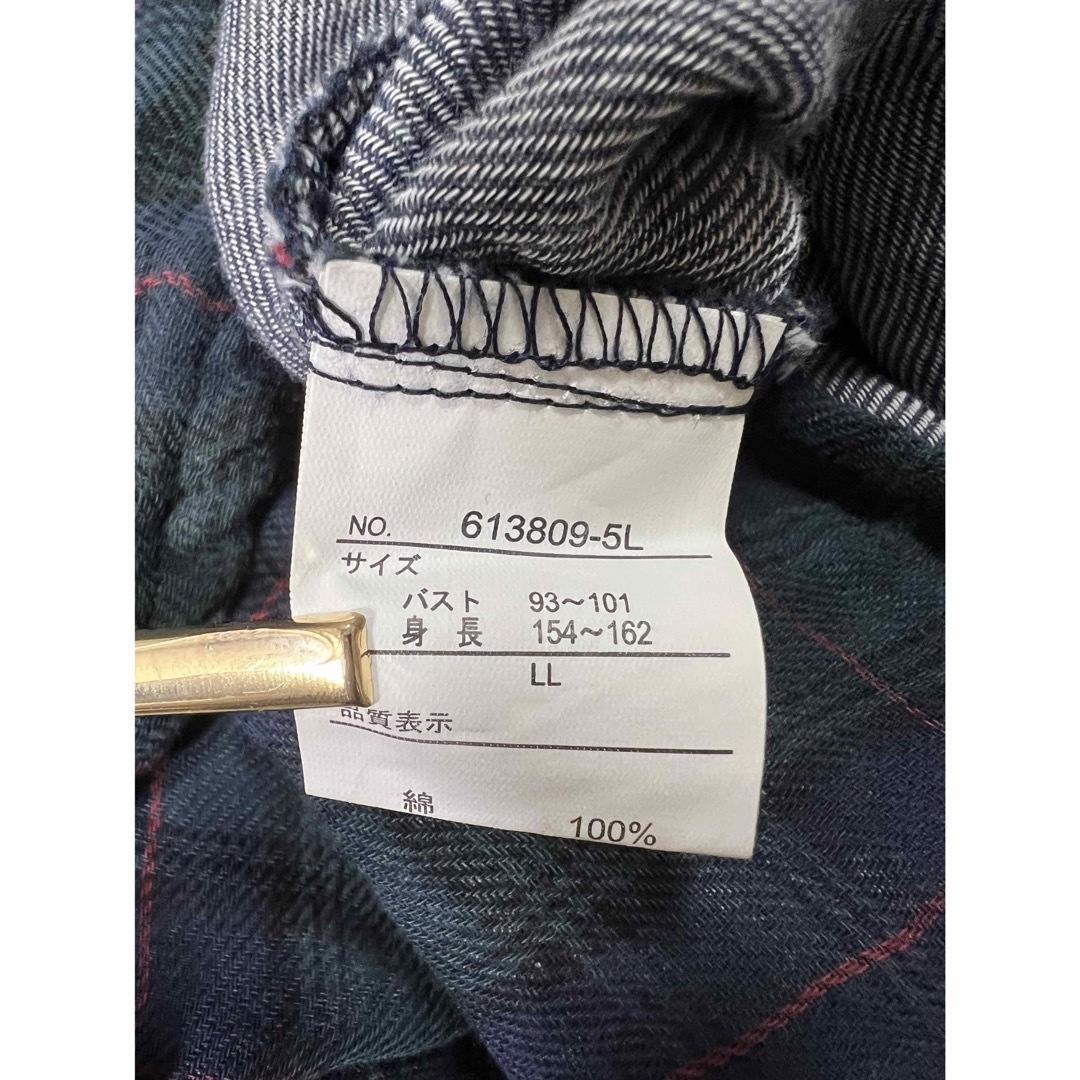 NO. 613809-5L
サイズ
バスト 93～101
身 長 154～162
LL
品質表示
綿 100%